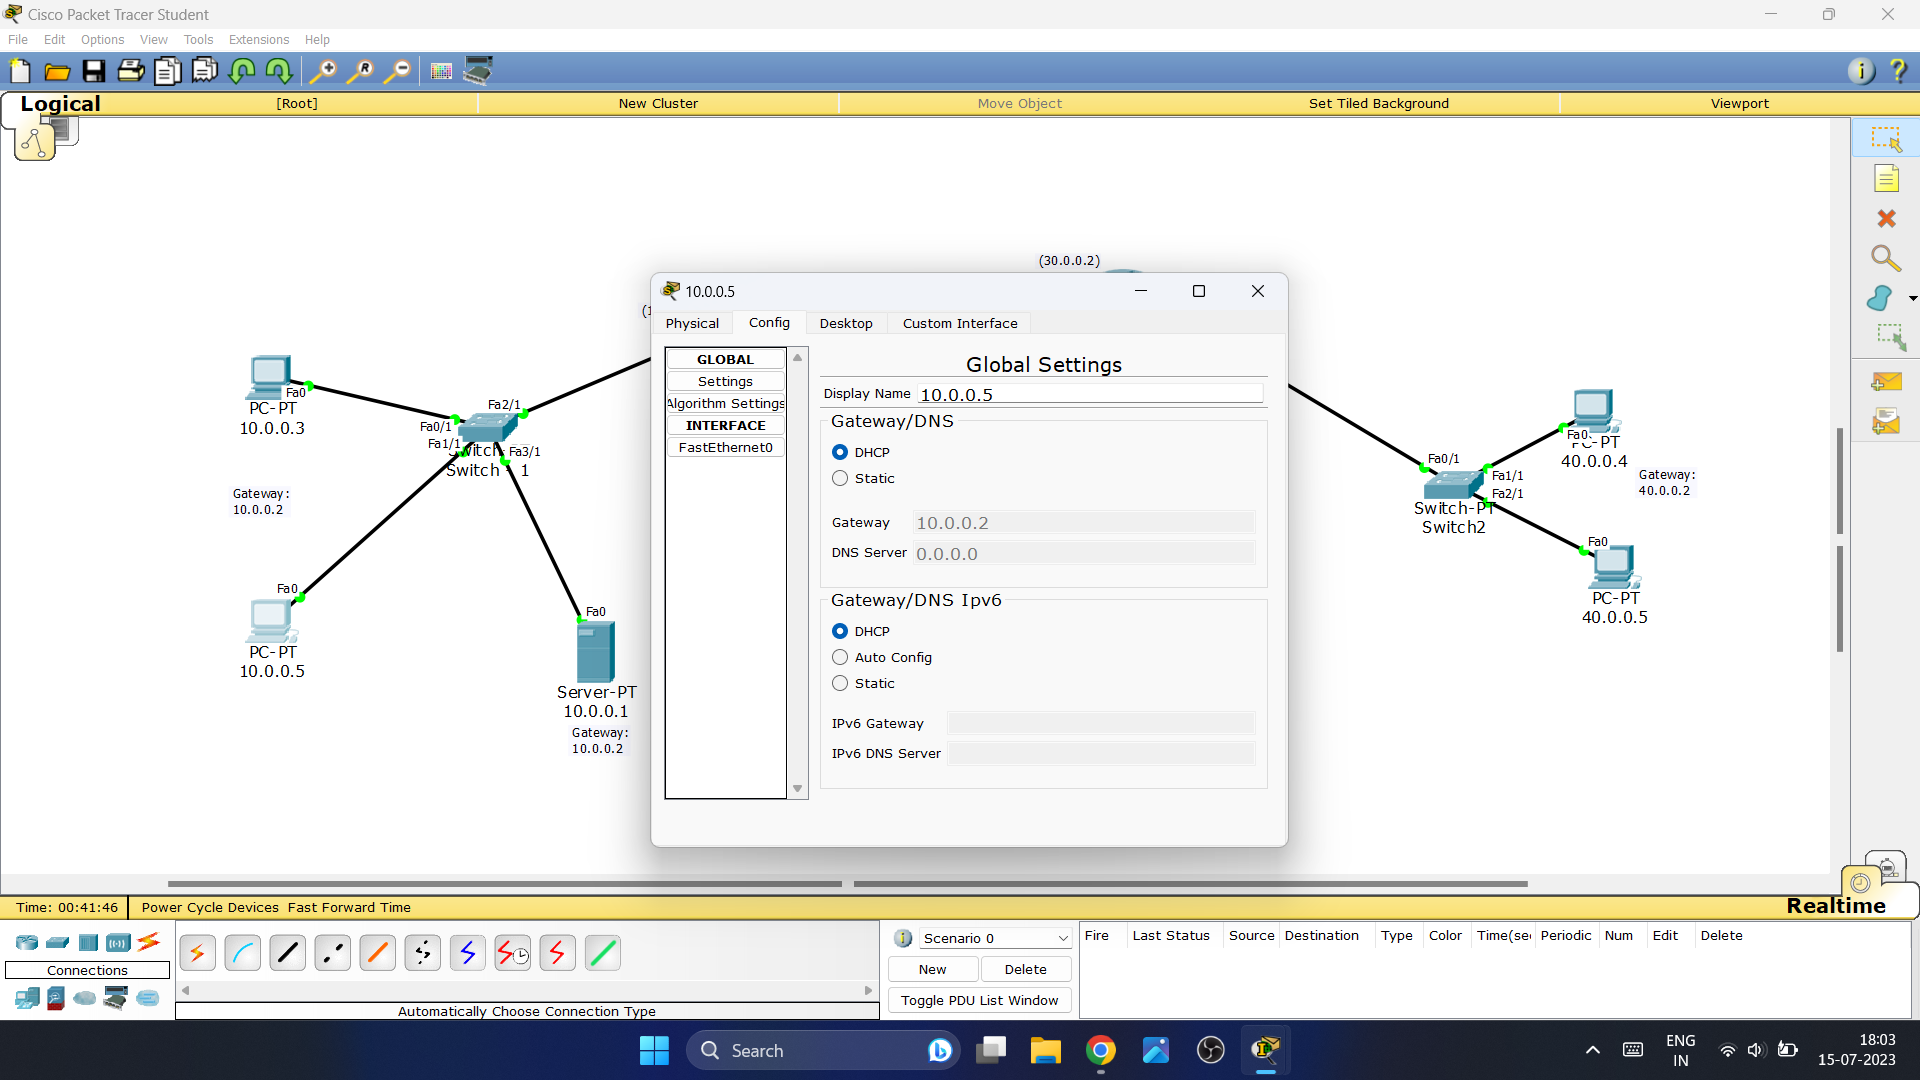 Cisco Packet Tracer Student
File Edit Options View Tools Extensions Help
Logical [Root] New Cluster Move Object Set Tiled Background Viewport
(30.0.0.2)
10.0.0.5
Physical Config Desktop Custom Interface
GLOBAL
Settings
Algorithm Settings
INTERFACE
FastEthernet0
Global Settings
Display Name 10.0.0.5
Gateway/DNS
DHCP
Static
Gateway 10.0.0.2
DNS Server 0.0.0.0
Gateway/DNS Ipv6
DHCP
Auto Config
Static
IPv6 Gateway
IPv6 DNS Server
Fa0
PC-PT
10.0.0.3
Fa2/1
Fa0/1
Fa1/1
Fa3/1
Switch
Switch - 1
Gateway:
10.0.0.2
Fa0
PC-PT
10.0.0.5
Fa0
Server-PT
10.0.0.1
Gateway:
10.0.0.2
Fa0
PC-PT
40.0.0.4
Gateway:
40.0.0.2
Fa0/1
Fa1/1
Fa2/1
Switch-PT
Switch2
Fa0
PC-PT
40.0.0.5
Time: 00:41:46 Power Cycle Devices Fast Forward Time
Realtime
Connections
Automatically Choose Connection Type
Scenario 0
New Delete
Toggle PDU List Window
Fire Last Status Source Destination Type Color Time(sec Periodic Num Edit Delete
Search
ENG
IN
18:03
15-07-2023